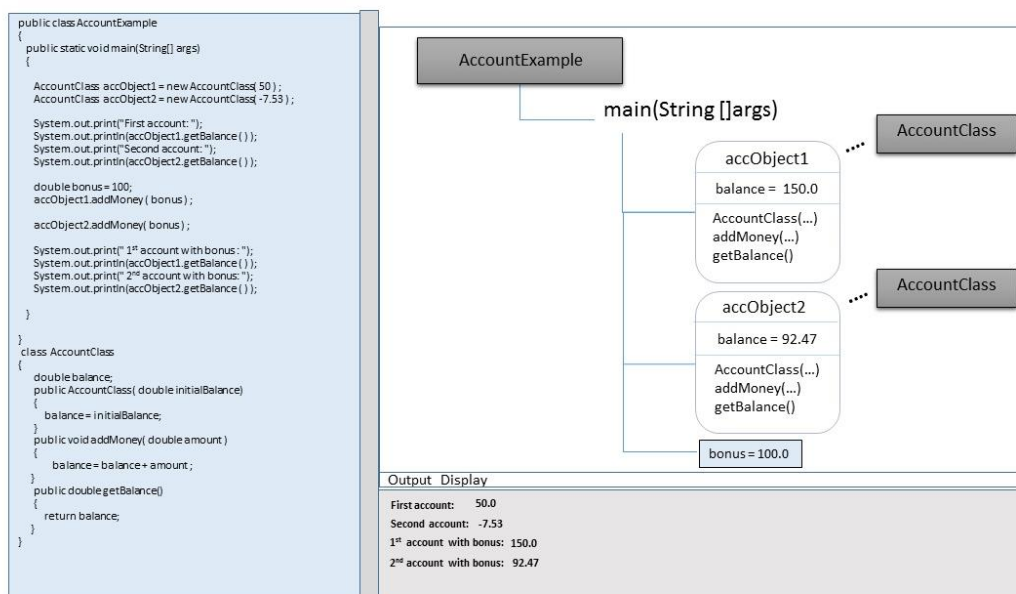 public class AccountExample
{
public static void main(String[] args)
{
AccountClass accObject1 = new AccountClass( 50 ) ;
AccountClass accObject2 = new AccountClass( -7.53 ) ;
System.out.print("First account: ");
System.out.println(accObject1.getBalance ( ) );
System.out.print("Second account: ");
System.out.println(accObject2.getBalance ( ) );
double bonus = 100;
accObject1.addMoney ( bonus ) ;
accObject2.addMoney( bonus ) ;
System.out.print(" 1st account with bonus : ");
System.out.println(accObject1.getBalance ( ) );
System.out.print(" 2nd account with bonus: ");
System.out.println(accObject2.getBalance ( ) );
}
}
class AccountClass
{
double balance;
public AccountClass( double initialBalance)
{
balance = initialBalance;
}
public void addMoney( double amount )
{
balance = balance + amount ;
}
public double getBalance()
{
return balance;
}
}
AccountExample
main(String []args)
AccountClass
accObject1
balance = 150.0
AccountClass(...)
addMoney(...)
getBalance()
AccountClass
accObject2
balance = 92.47
AccountClass(...)
addMoney(...)
getBalance()
bonus = 100.0
Output Display
First account: 50.0
Second account: -7.53
1st account with bonus: 150.0
2nd account with bonus: 92.47